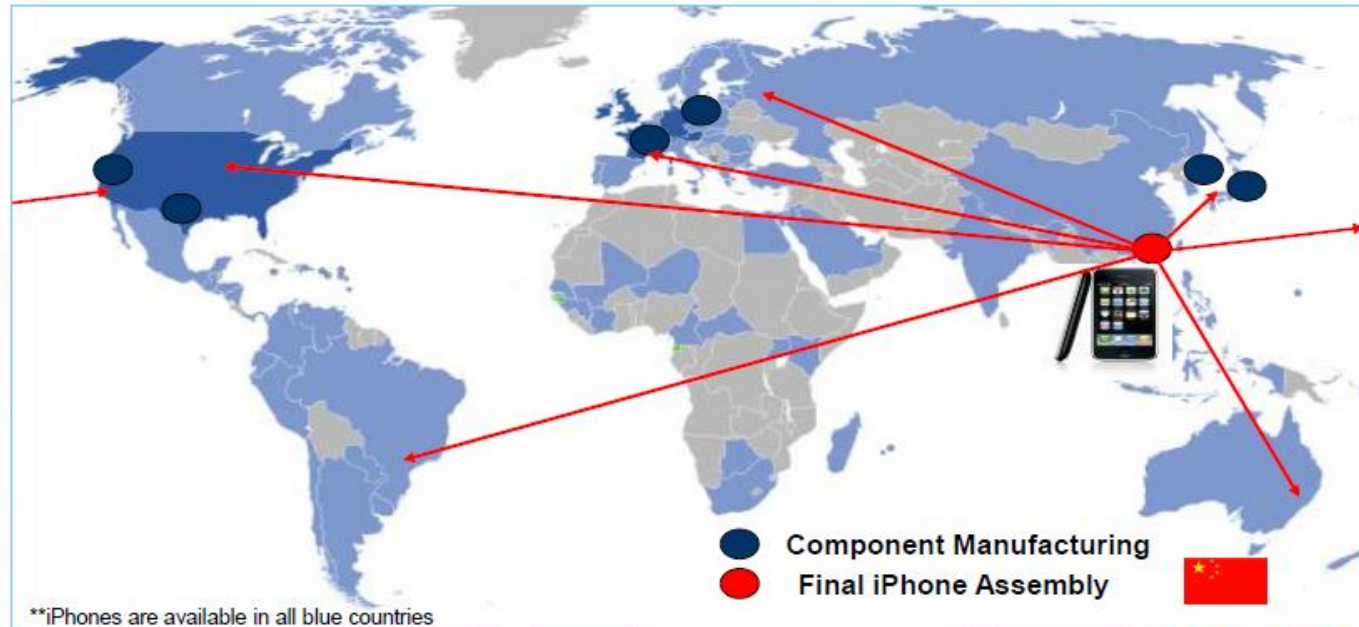 Component Manufacturing
Final iPhone Assembly
**iPhones are available in all blue countries